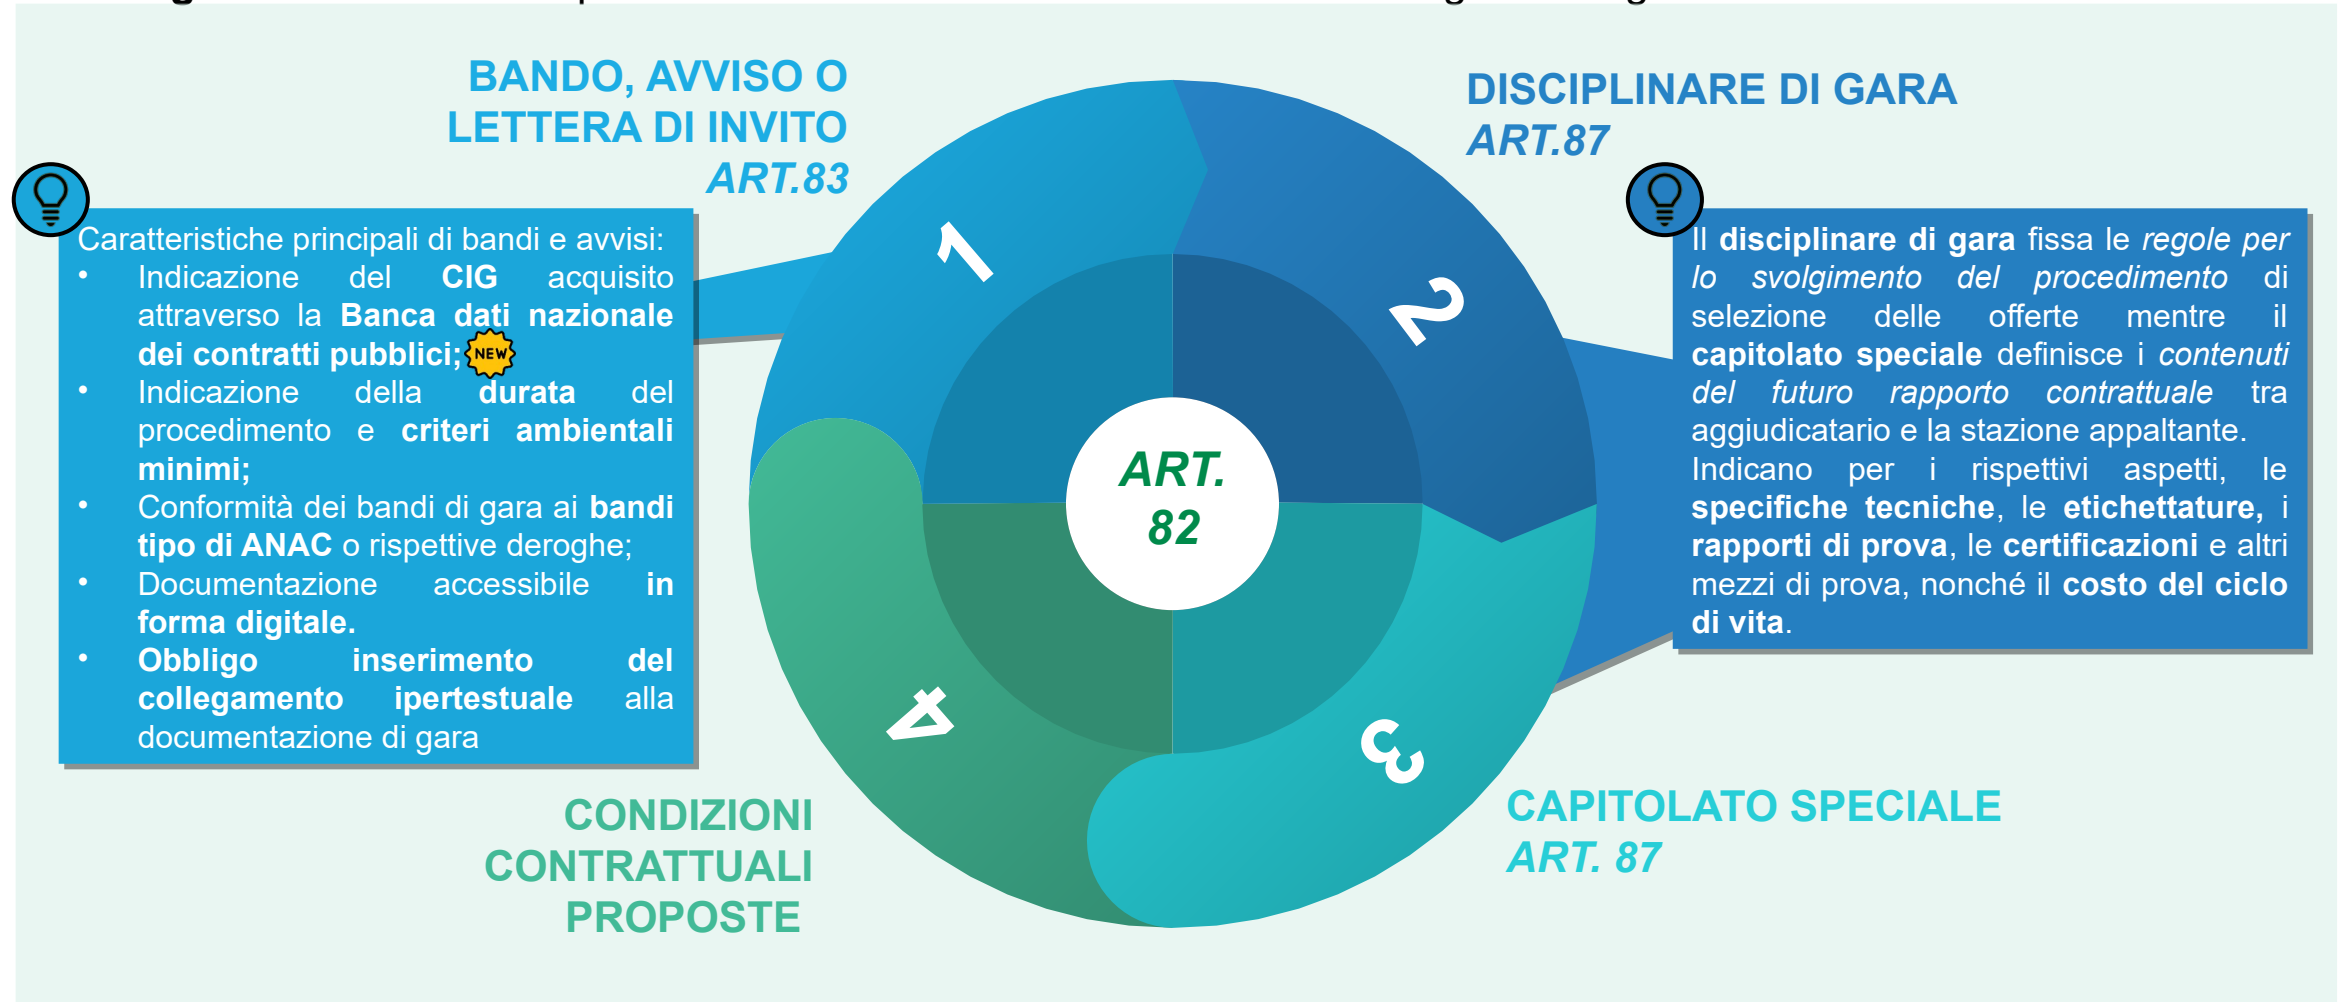 BANDO, AVVISO O
LETTERA DI INVITO
ART.83
DISCIPLINARE DI GARA
ART.87
Caratteristiche principali di bandi e avvisi:
• Indicazione del CIG acquisito
attraverso la Banca dati nazionale
dei contratti pubblici; NEW
• Indicazione della durata del
procedimento e criteri ambientali
minimi;
• Conformità dei bandi di gara ai bandi
tipo di ANAC o rispettive deroghe;
• Documentazione accessibile in
forma digitale.
• Obbligo inserimento del
collegamento ipertestuale alla
documentazione di gara
1
2
3
4
ART.
82
Il disciplinare di gara fissa le regole per
lo svolgimento del procedimento di
selezione delle offerte mentre il
capitolato speciale definisce i contenuti
del futuro rapporto contrattuale tra
aggiudicatario e la stazione appaltante.
Indicano per i rispettivi aspetti, le
specifiche tecniche, le etichettature, i
rapporti di prova, le certificazioni e altri
mezzi di prova, nonché il costo del ciclo
di vita.
CONDIZIONI
CONTRATTUALI
PROPOSTE
CAPITOLATO SPECIALE
ART. 87